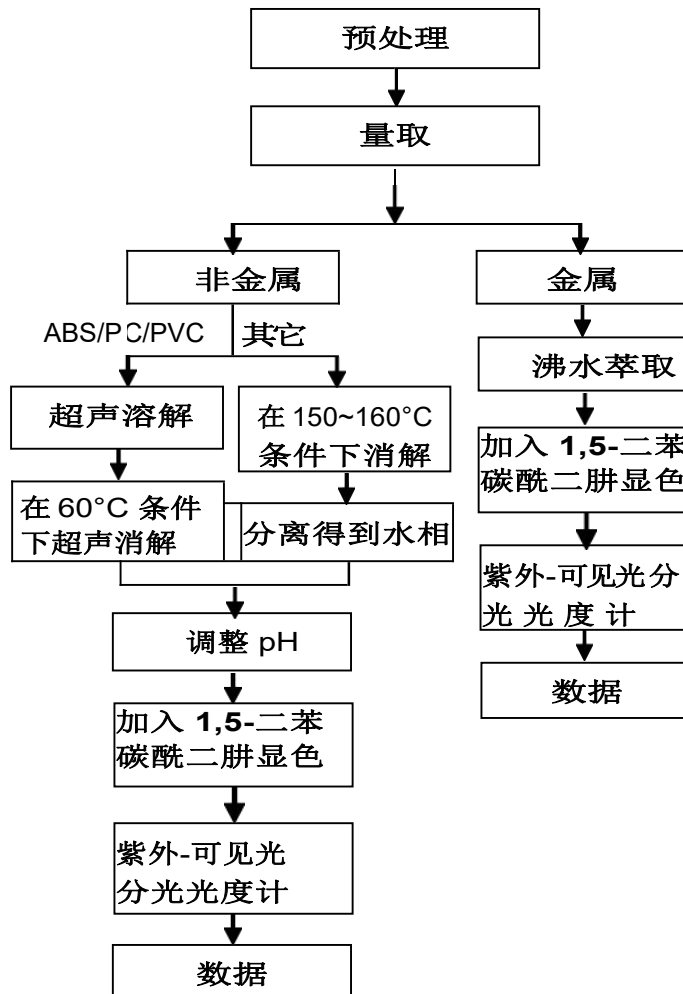 预处理
量取
非金属
金属
ABS/PC/PVC 其它
超声溶解
在 150~160°C
条件下消解
在 60°C 条件
下超声消解
分离得到水相
调整 pH
加入 1,5-二苯
碳酰二肼显色
紫外-可见光
分光光度计
数据
沸水萃取
加入 1,5-二苯
碳酰二肼显色
紫外-可见光分
光 光 度 计
数据